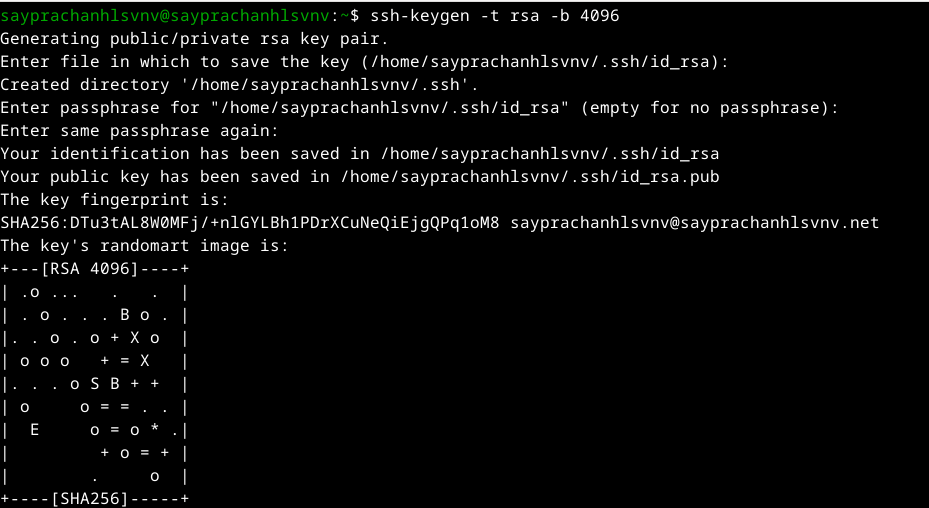 sayprachanhlsvnv@sayprachanhlsvnv:~$ ssh-keygen -t rsa -b 4096
Generating public/private rsa key pair.
Enter file in which to save the key (/home/sayprachanhlsvnv/.ssh/id_rsa):
Created directory '/home/sayprachanhlsvnv/.ssh'.
Enter passphrase for "/home/sayprachanhlsvnv/.ssh/id_rsa" (empty for no passphrase):
Enter same passphrase again:
Your identification has been saved in /home/sayprachanhlsvnv/.ssh/id_rsa
Your public key has been saved in /home/sayprachanhlsvnv/.ssh/id_rsa.pub
The key fingerprint is:
SHA256:DTu3tAL8W0MFj/+nlGYLBh1PDrXCuNeQiEjgQPq1oM8 sayprachanhlsvnv@sayprachanhlsvnv.net
The key's randomart image is:
+---[RSA 4096]----+
| .o ...   .   .  |
| . o . . . B o . |
|. . o . o + X o  |
| o o o   + = X   |
|. . . o S B + +  |
| o     o = = . . |
|  E     o = o * .|
|         + o = + |
|        .     o  |
+----[SHA256]-----+